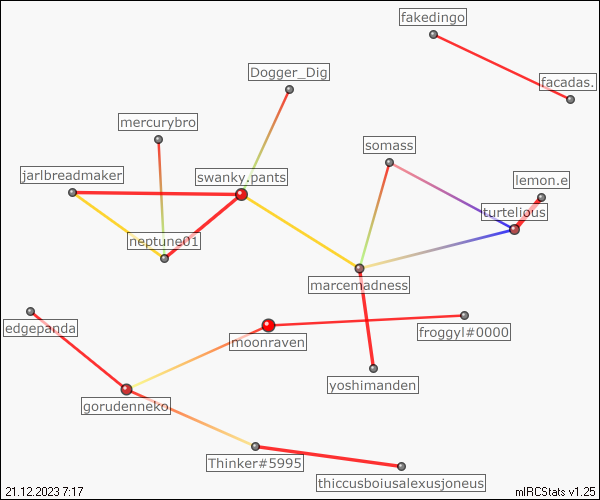 fakedingo
Dogger_Dig
facadas.
mercurybro
somass
jarlbreadmaker
swanky.pants
lemon.e
turtelious
neptune01
marcemadness
edgepanda
moonraven
froggyl#0000
yoshimanden
gorudenneko
Thinker#5995
thiccusboiusalexusjoneus
21.12.2023 7:17
mIRCStats v1.25